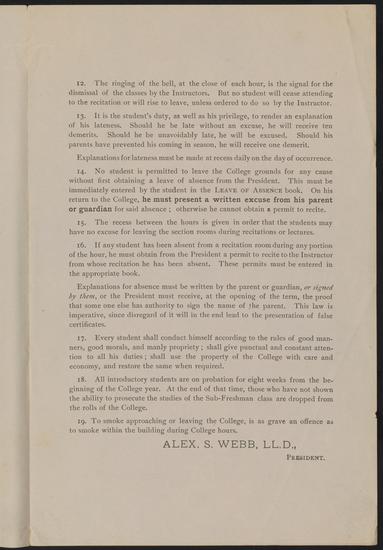 12. The ringing of the bell, at the close of each hour, is the signal for the
dismissal of the classes by the Instructors. But no student will cease attending
to the recitation or will rise to leave, unless ordered to do so by the Instructor.
13. It is the student's duty, as well as his privilege, to render an explanation
of his lateness. Should he be late without an excuse, he will receive ten
demerits. Should he be unavoidably late, he will be excused. Should his
parents have prevented his coming in season, he will receive one demerit.
Explanations for lateness must be made at recess daily on the day of occurrence.
14. No student is permitted to leave the College grounds for any cause
without first obtaining a leave of absence from the President. This must be
immediately entered by the student in the LEAVE OF ABSENCE book. On his
return to the College, he must present a written excuse from his parent
or guardian for said absence; otherwise he cannot obtain a permit to recite.
15. The recess between the hours is given in order that the students may
have no excuse for leaving the section rooms during recitations or lectures.
16. If any student has been absent from a recitation room during any portion
of the hour, he must obtain from the President a permit to recite to the Instructor
from whose recitation he has been absent. These permits must be entered in
the appropriate book.
Explanations for absence must be written by the parent or guardian, or signed
by them, or the President must receive, at the opening of the term, the proof
that some one else has authority to sign the name of the parent. This law is
imperative, since disregard of it will in the end lead to the presentation of false
certificates.
17. Every student shall conduct himself according to the rules of good man-
ners, good morals, and manly propriety; shall give punctual and constant atten-
tion to all his duties; shall use the property of the College with care and
economy, and restore the same when required.
18. All introductory students are on probation for eight weeks from the be-
ginning of the College year. At the end of that time, those who have not shown
the ability to prosecute the studies of the Sub-Freshman class are dropped from
the rolls of the College.
19. To smoke approaching or leaving the College, is as grave an offence as
to smoke within the building during College hours.
ALEX. S. WEBB, LL.D.,
PRESIDENT.